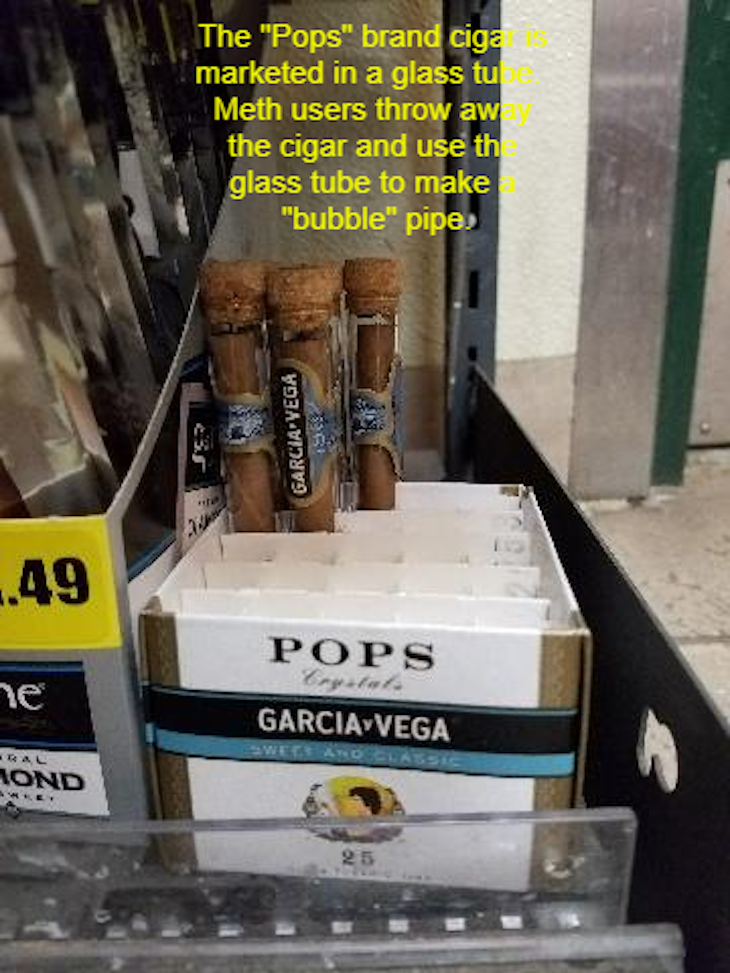 The "Pops" brand cigar is
marketed in a glass tube.
Meth users throw away
the cigar and use the
glass tube to make a
"bubble" pipe.
GARCIA VEGA
.49
POPS
Crystals
GARCIA VEGA
SWEET AND CLASSIC
25